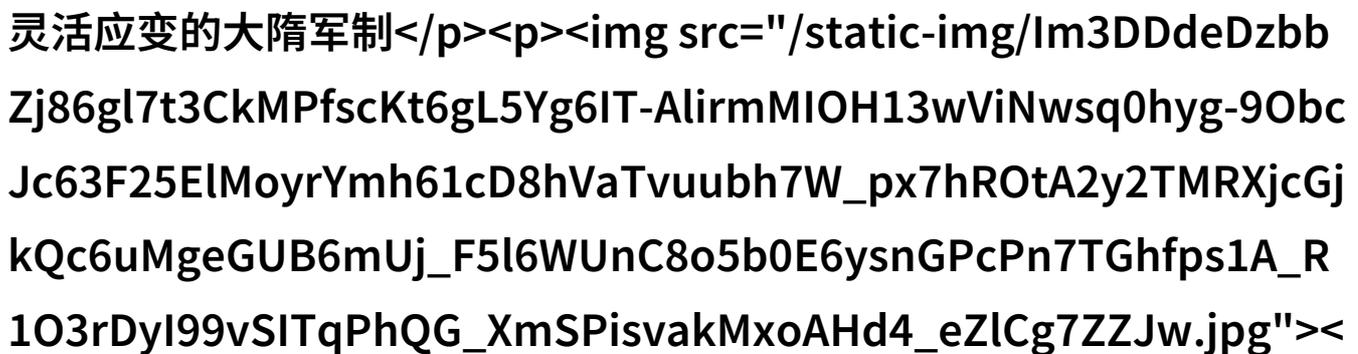 灵活应变的大隋军制</p><p><img src="/static-img/Im3DDdeDzbb
Zj86gl7t3CkMPfscKt6gL5Yg6IT-AlirmMIOH13wViNwsq0hyg-9Obc
Jc63F25ElMoyrYmh61cD8hVaTvuubh7W_px7hROtA2y2TMRXjcGj
kQc6uMgeGUB6mUj_F5l6WUnC8o5b0E6ysnGPcPn7TGhfps1A_R
1O3rDyI99vSITqPhQG_XmSPisvakMxoAHd4_eZlCg7ZZJw.jpg"><